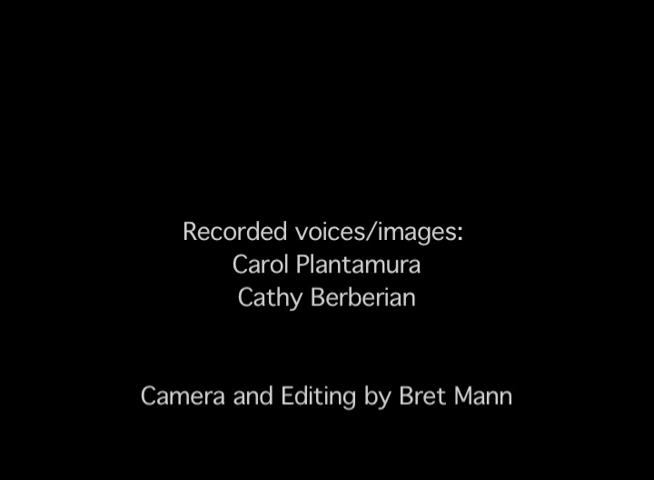 Recorded voices/images:
Carol Plantamura
Cathy Berberian
Camera and Editing by Bret Mann